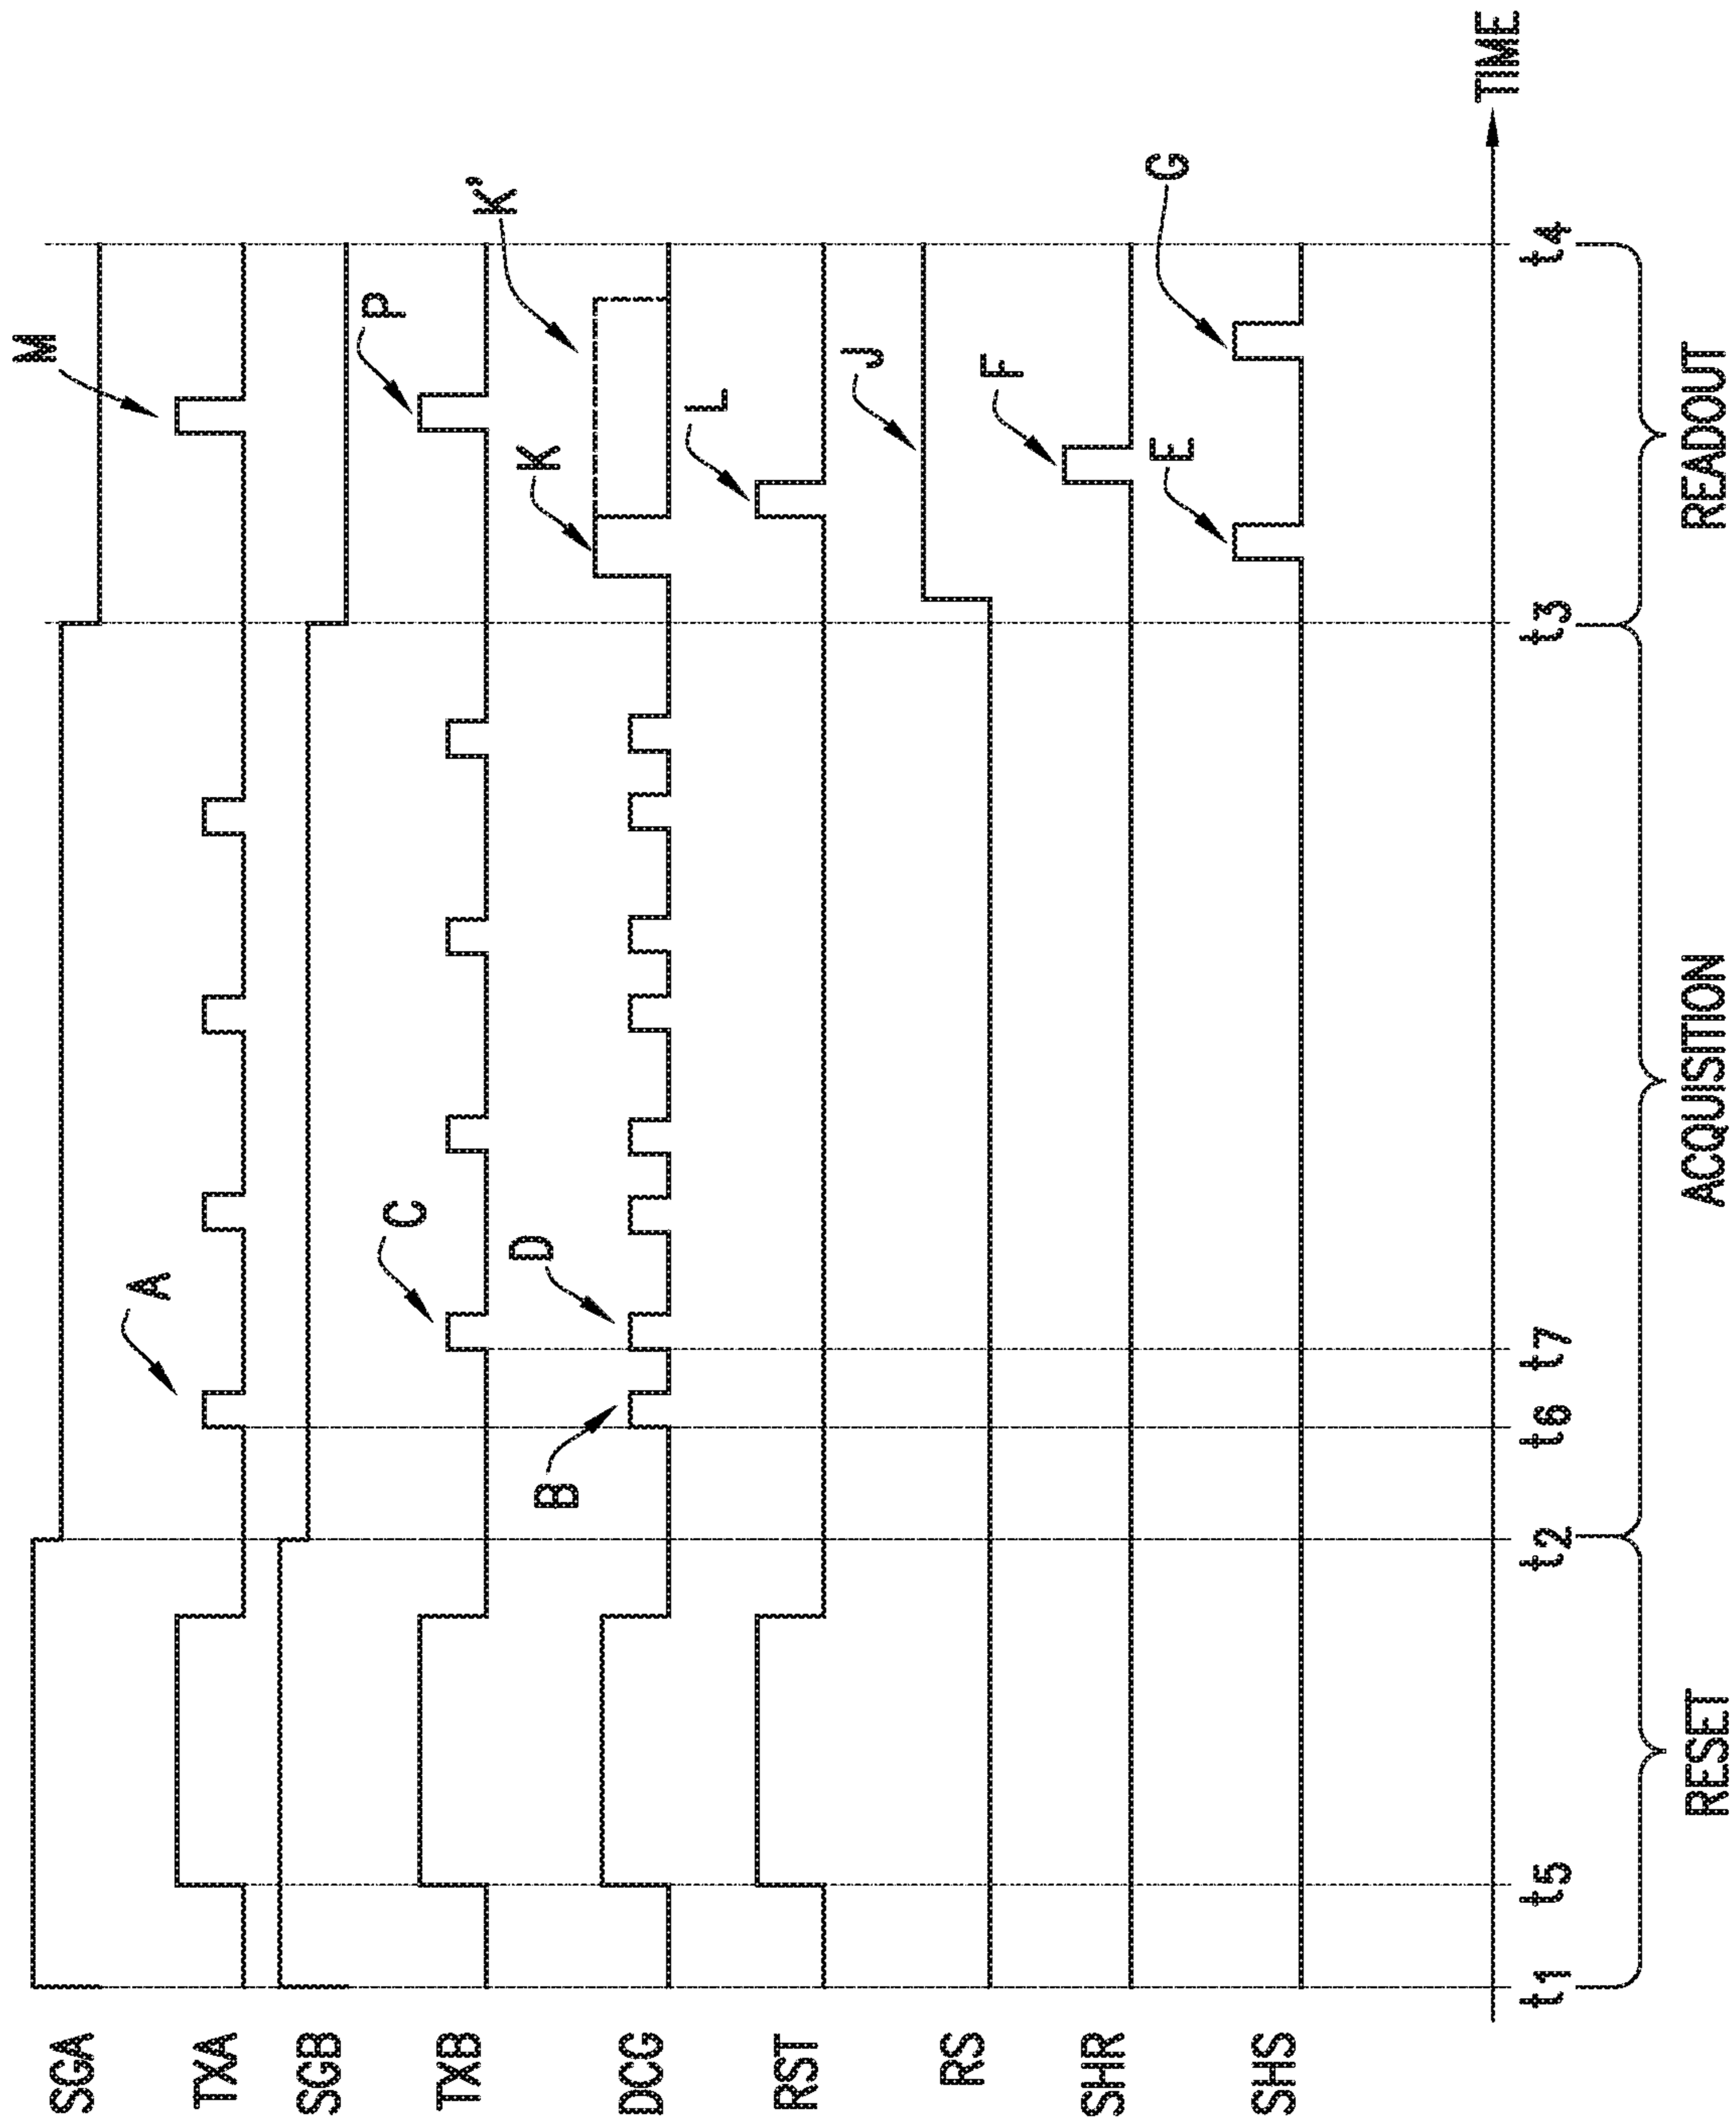 SGA
M
TXA
A
SGB
P
TXB
C
K'
DCG
B
D
K
RST
L
RS
J
SHR
F
SHS
E
G
TIME
t1
t5
t2
t6
t7
t3
t4
RESET
ACQUISITION
READOUT